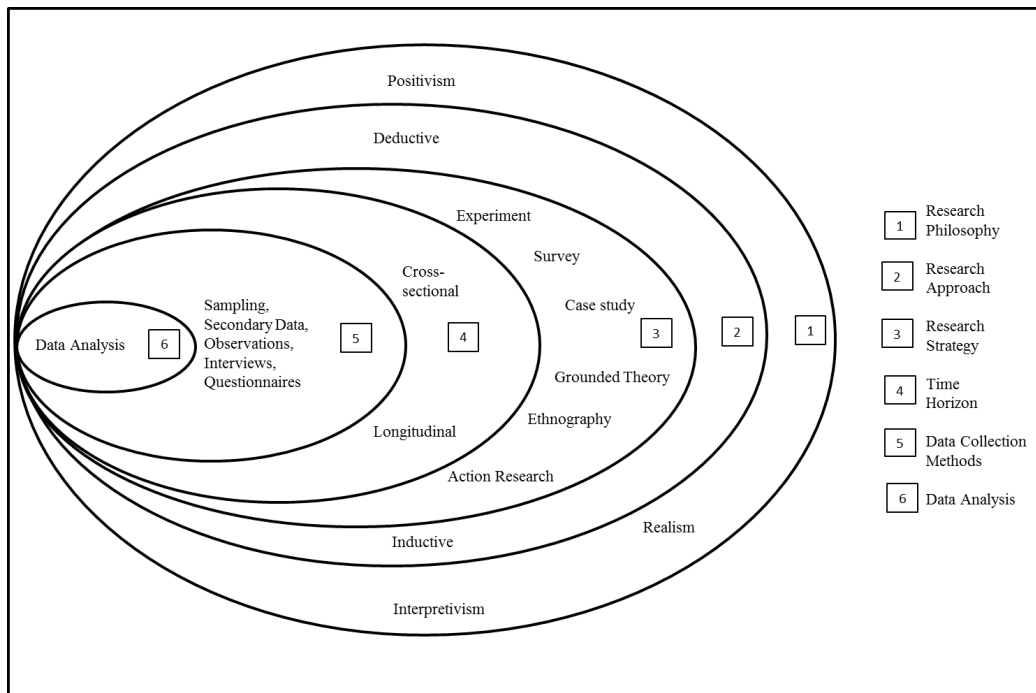 Positivism
Deductive
Experiment
Survey
Cross-
sectional
Case study
Data Analysis
6
Sampling,
Secondary Data,
Observations,
Interviews,
Questionnaires
5
4
3
2
1
Grounded Theory
Ethnography
Longitudinal
Action Research
Realism
Inductive
Interpretivism
1
Research
Philosophy
2
Research
Approach
3
Research
Strategy
4
Time
Horizon
5
Data Collection
Methods
6
Data Analysis